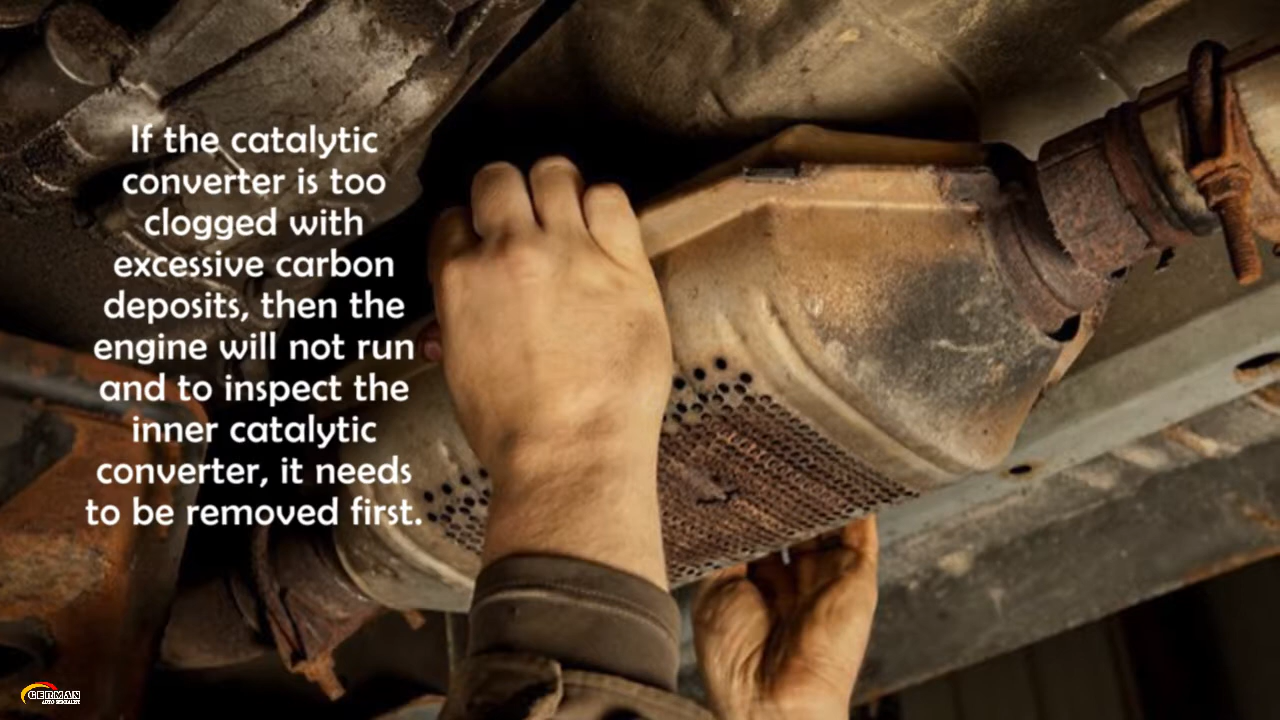 If the catalytic
converter is too
clogged with
excessive carbon
deposits, then the
engine will not run
and to inspect the
inner catalytic
converter, it needs
to be removed first.
GERMAN